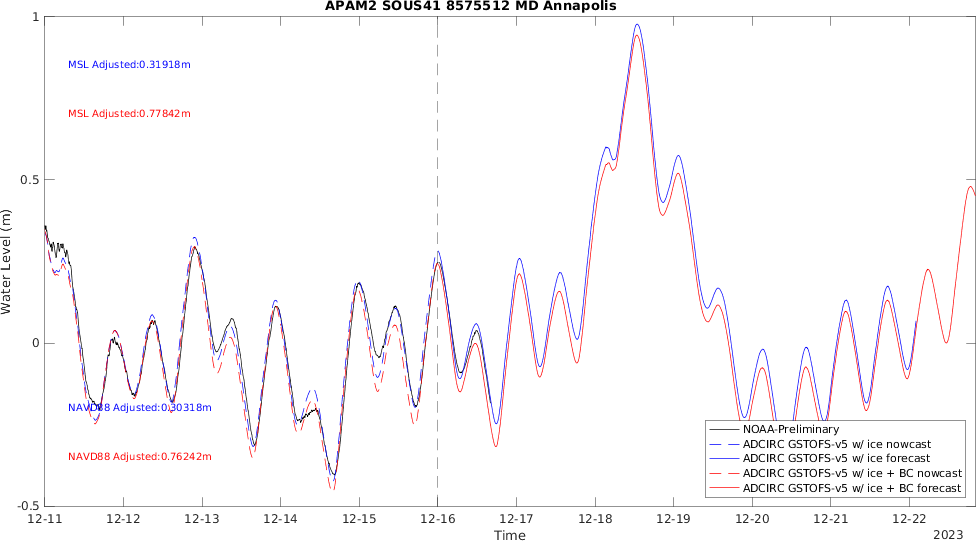 APAM2 SOUS41 8575512 MD Annapolis
MSL Adjusted:0.31918m
MSL Adjusted:0.77842m
NAVD88 Adjusted:0.30318m
NAVD88 Adjusted:0.76242m
Water Level (m)
1
0.5
0
-0.5
NOAA-Preliminary
ADCIRC GSTOFS-v5 w/ ice nowcast
ADCIRC GSTOFS-v5 w/ ice forecast
ADCIRC GSTOFS-v5 w/ ice + BC nowcast
ADCIRC GSTOFS-v5 w/ ice + BC forecast
12-11 12-12 12-13 12-14 12-15 12-16 12-17 12-18 12-19 12-20 12-21 12-22
Time
2023